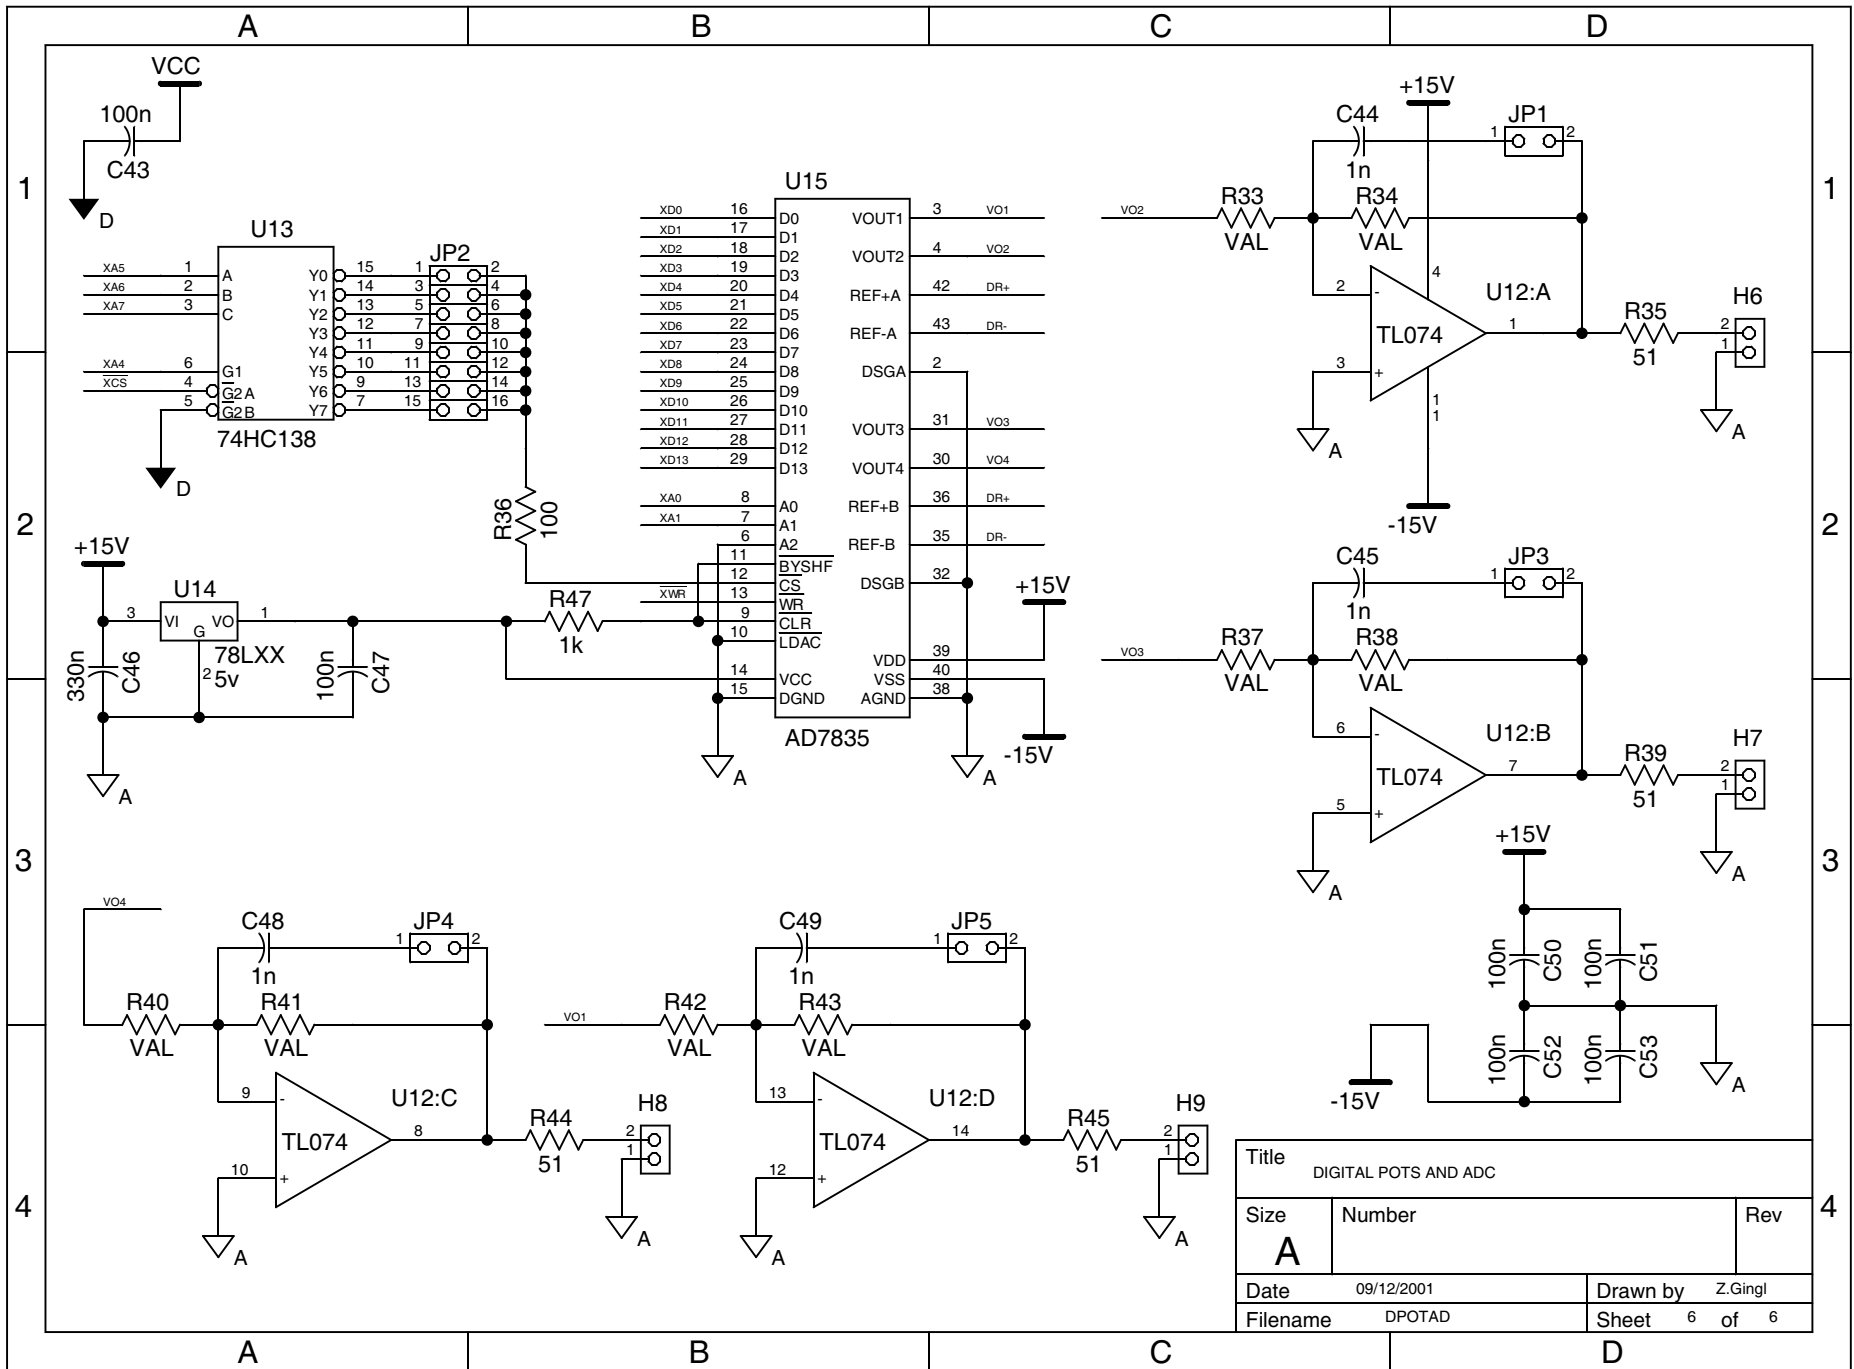 A B C D
1 1
2 2
3 3
4 4
A B C D
VCC
100n
C43
D
U13
XA5 1 A
XA6 2 B
XA7 3 C
XA4 6 G1
XCS 4 G2A
5 G2B
Y0 15
Y1 14
Y2 13
Y3 12
Y4 11
Y5 10
Y6 9
Y7 7
74HC138
D
JP2
1 2
3 4
5 6
7 8
9 10
11 12
13 14
15 16
R36
100
+15V
U14
3 VI VO 1
G
78LXX
2 5v
330n
C46
100n
C47
A
R47
1k
U15
XD0 16 D0
XD1 17 D1
XD2 18 D2
XD3 19 D3
XD4 20 D4
XD5 21 D5
XD6 22 D6
XD7 23 D7
XD8 24 D8
XD9 25 D9
XD10 26 D10
XD11 27 D11
XD12 28 D12
XD13 29 D13
XA0 8 A0
XA1 7 A1
6 A2
11 BYSHF
12 CS
XWR 13 WR
9 CLR
10 LDAC
14 VCC
15 DGND
VOUT1 3 VO1
VOUT2 4 VO2
REF+A 42 DR+
REF-A 43 DR-
DSGA 2
VOUT3 31 VO3
VOUT4 30 VO4
REF+B 36 DR+
REF-B 35 DR-
DSGB 32
VDD 39
VSS 40
AGND 38
AD7835
A
A
+15V
-15V
+15V
C44
1n
JP1
1 2
VO2
R33
VAL
R34
VAL
2 -
3 +
4
TL074
U12:A
1
1
1
-15V
A
R35
51
H6
2
1
A
C45
1n
JP3
1 2
VO3
R37
VAL
R38
VAL
6 -
5 +
TL074
U12:B
7
A
R39
51
H7
2
1
A
+15V
100n
C50
100n
C51
100n
C52
100n
C53
-15V
A
VO4
C48
1n
JP4
1 2
R40
VAL
R41
VAL
9 -
10 +
TL074
U12:C
8
A
R44
51
H8
2
1
A
VO1
C49
1n
JP5
1 2
R42
VAL
R43
VAL
13 -
12 +
TL074
U12:D
14
A
R45
51
H9
2
1
A
Title
DIGITAL POTS AND ADC
Size Number Rev
A
Date 09/12/2001 Drawn by Z.Gingl
Filename DPOTAD Sheet 6 of 6